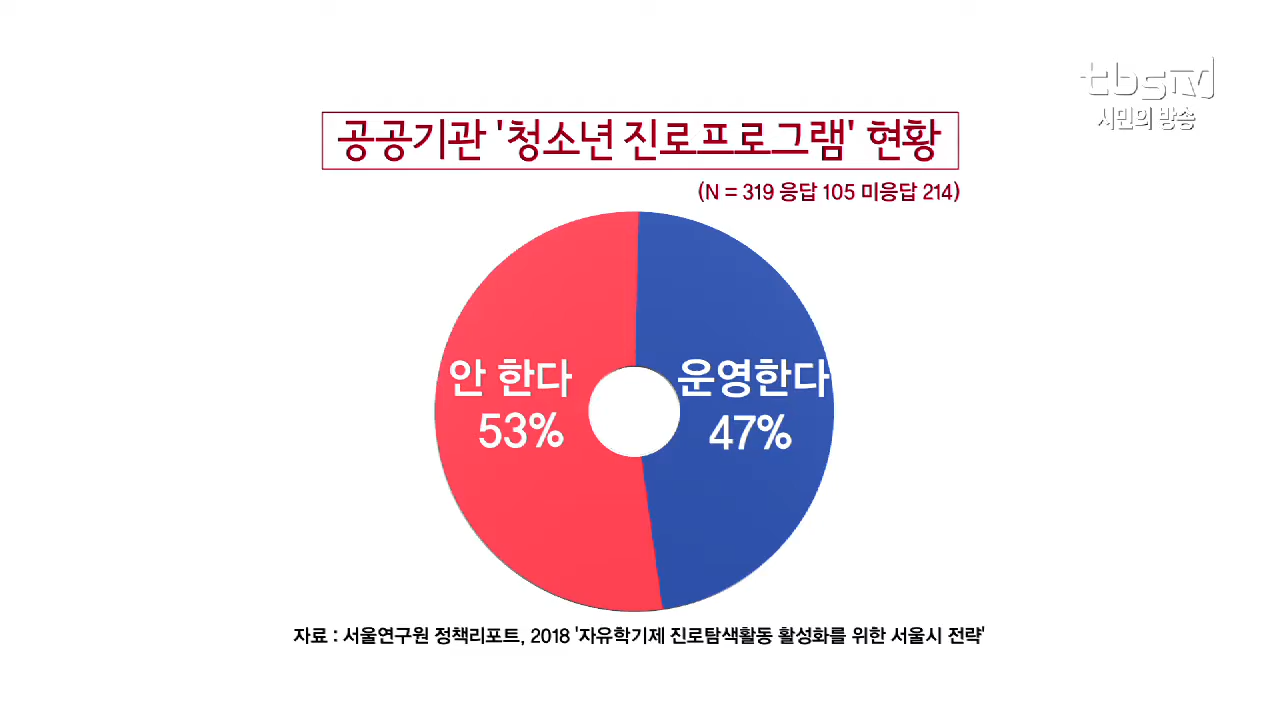 tbs TV
시민의 방송
공공기관 '청소년 진로프로그램' 현황
(N = 319 응답 105 미응답 214)
안 한다
53%
운영한다
47%
자료 : 서울연구원 정책리포트, 2018 '자유학기제 진로탐색활동 활성화를 위한 서울시 전략'